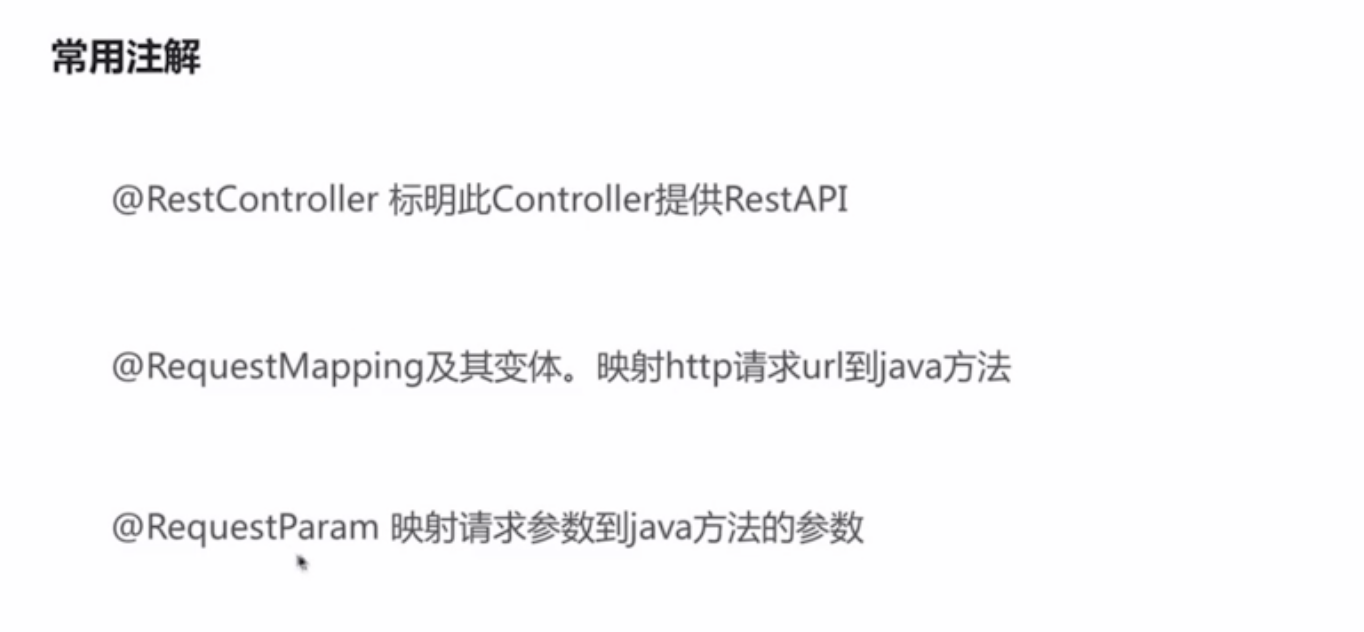 常用注解
@RestController 标明此Controller提供RestAPI
@RequestMapping及其变体。映射http请求url到java方法
@RequestParam 映射请求参数到java方法的参数